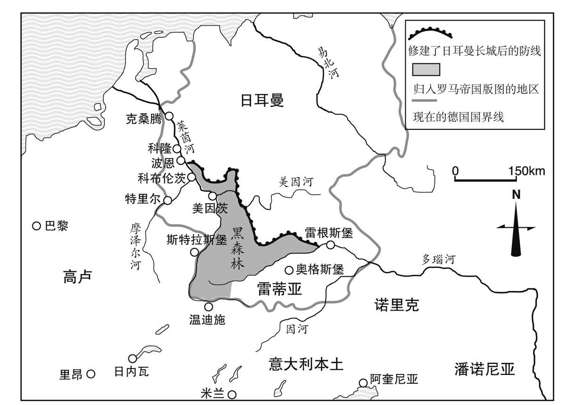 修建了日耳曼长城后的防线
归入罗马帝国版图的地区
现在的德国国界线
0
150km
N
易北河
日耳曼
克桑腾
莱茵河
科隆
波恩
科布伦茨
美因河
特里尔
美因茨
巴黎
摩泽尔河
斯特拉斯堡
黑森林
雷根斯堡
多瑙河
奥格斯堡
高卢
雷蒂亚
诺里克
温迪施
因河
意大利本土
潘诺尼亚
里昂
日内瓦
米兰
阿奎尼亚